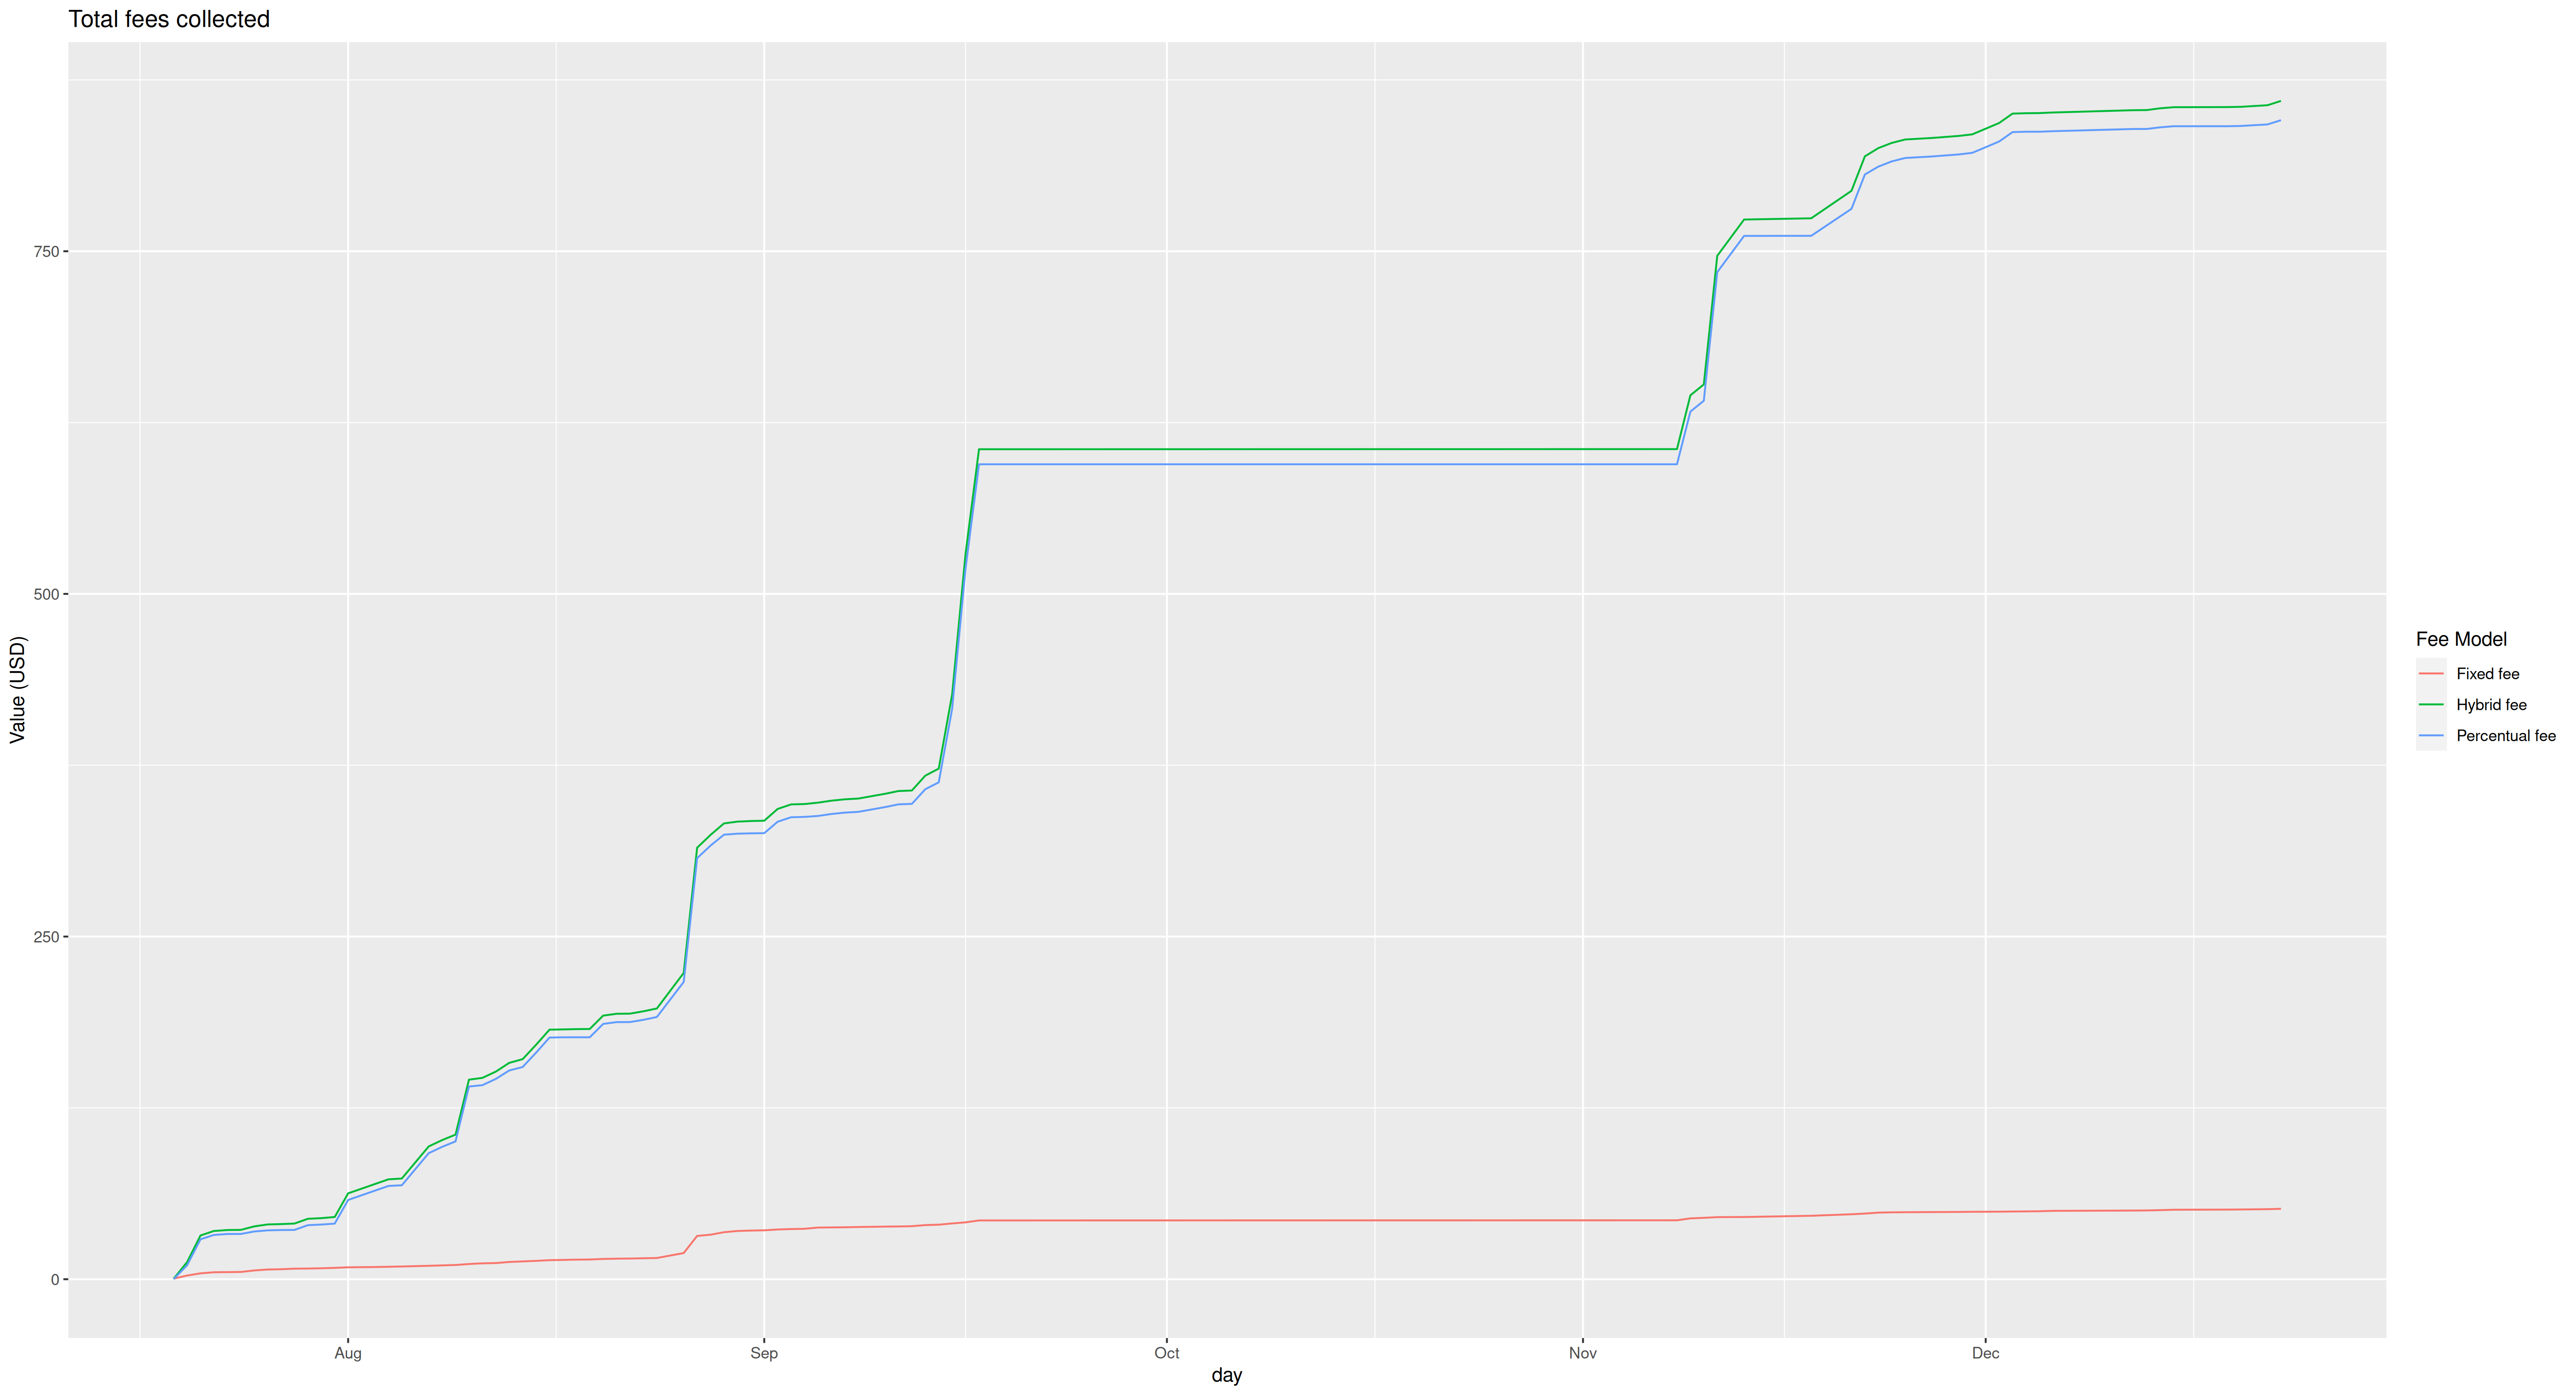 Total fees collected
Value (USD)
750
500
250
0
Aug
Sep
Oct
Nov
Dec
day
Fee Model
Fixed fee
Hybrid fee
Percentual fee